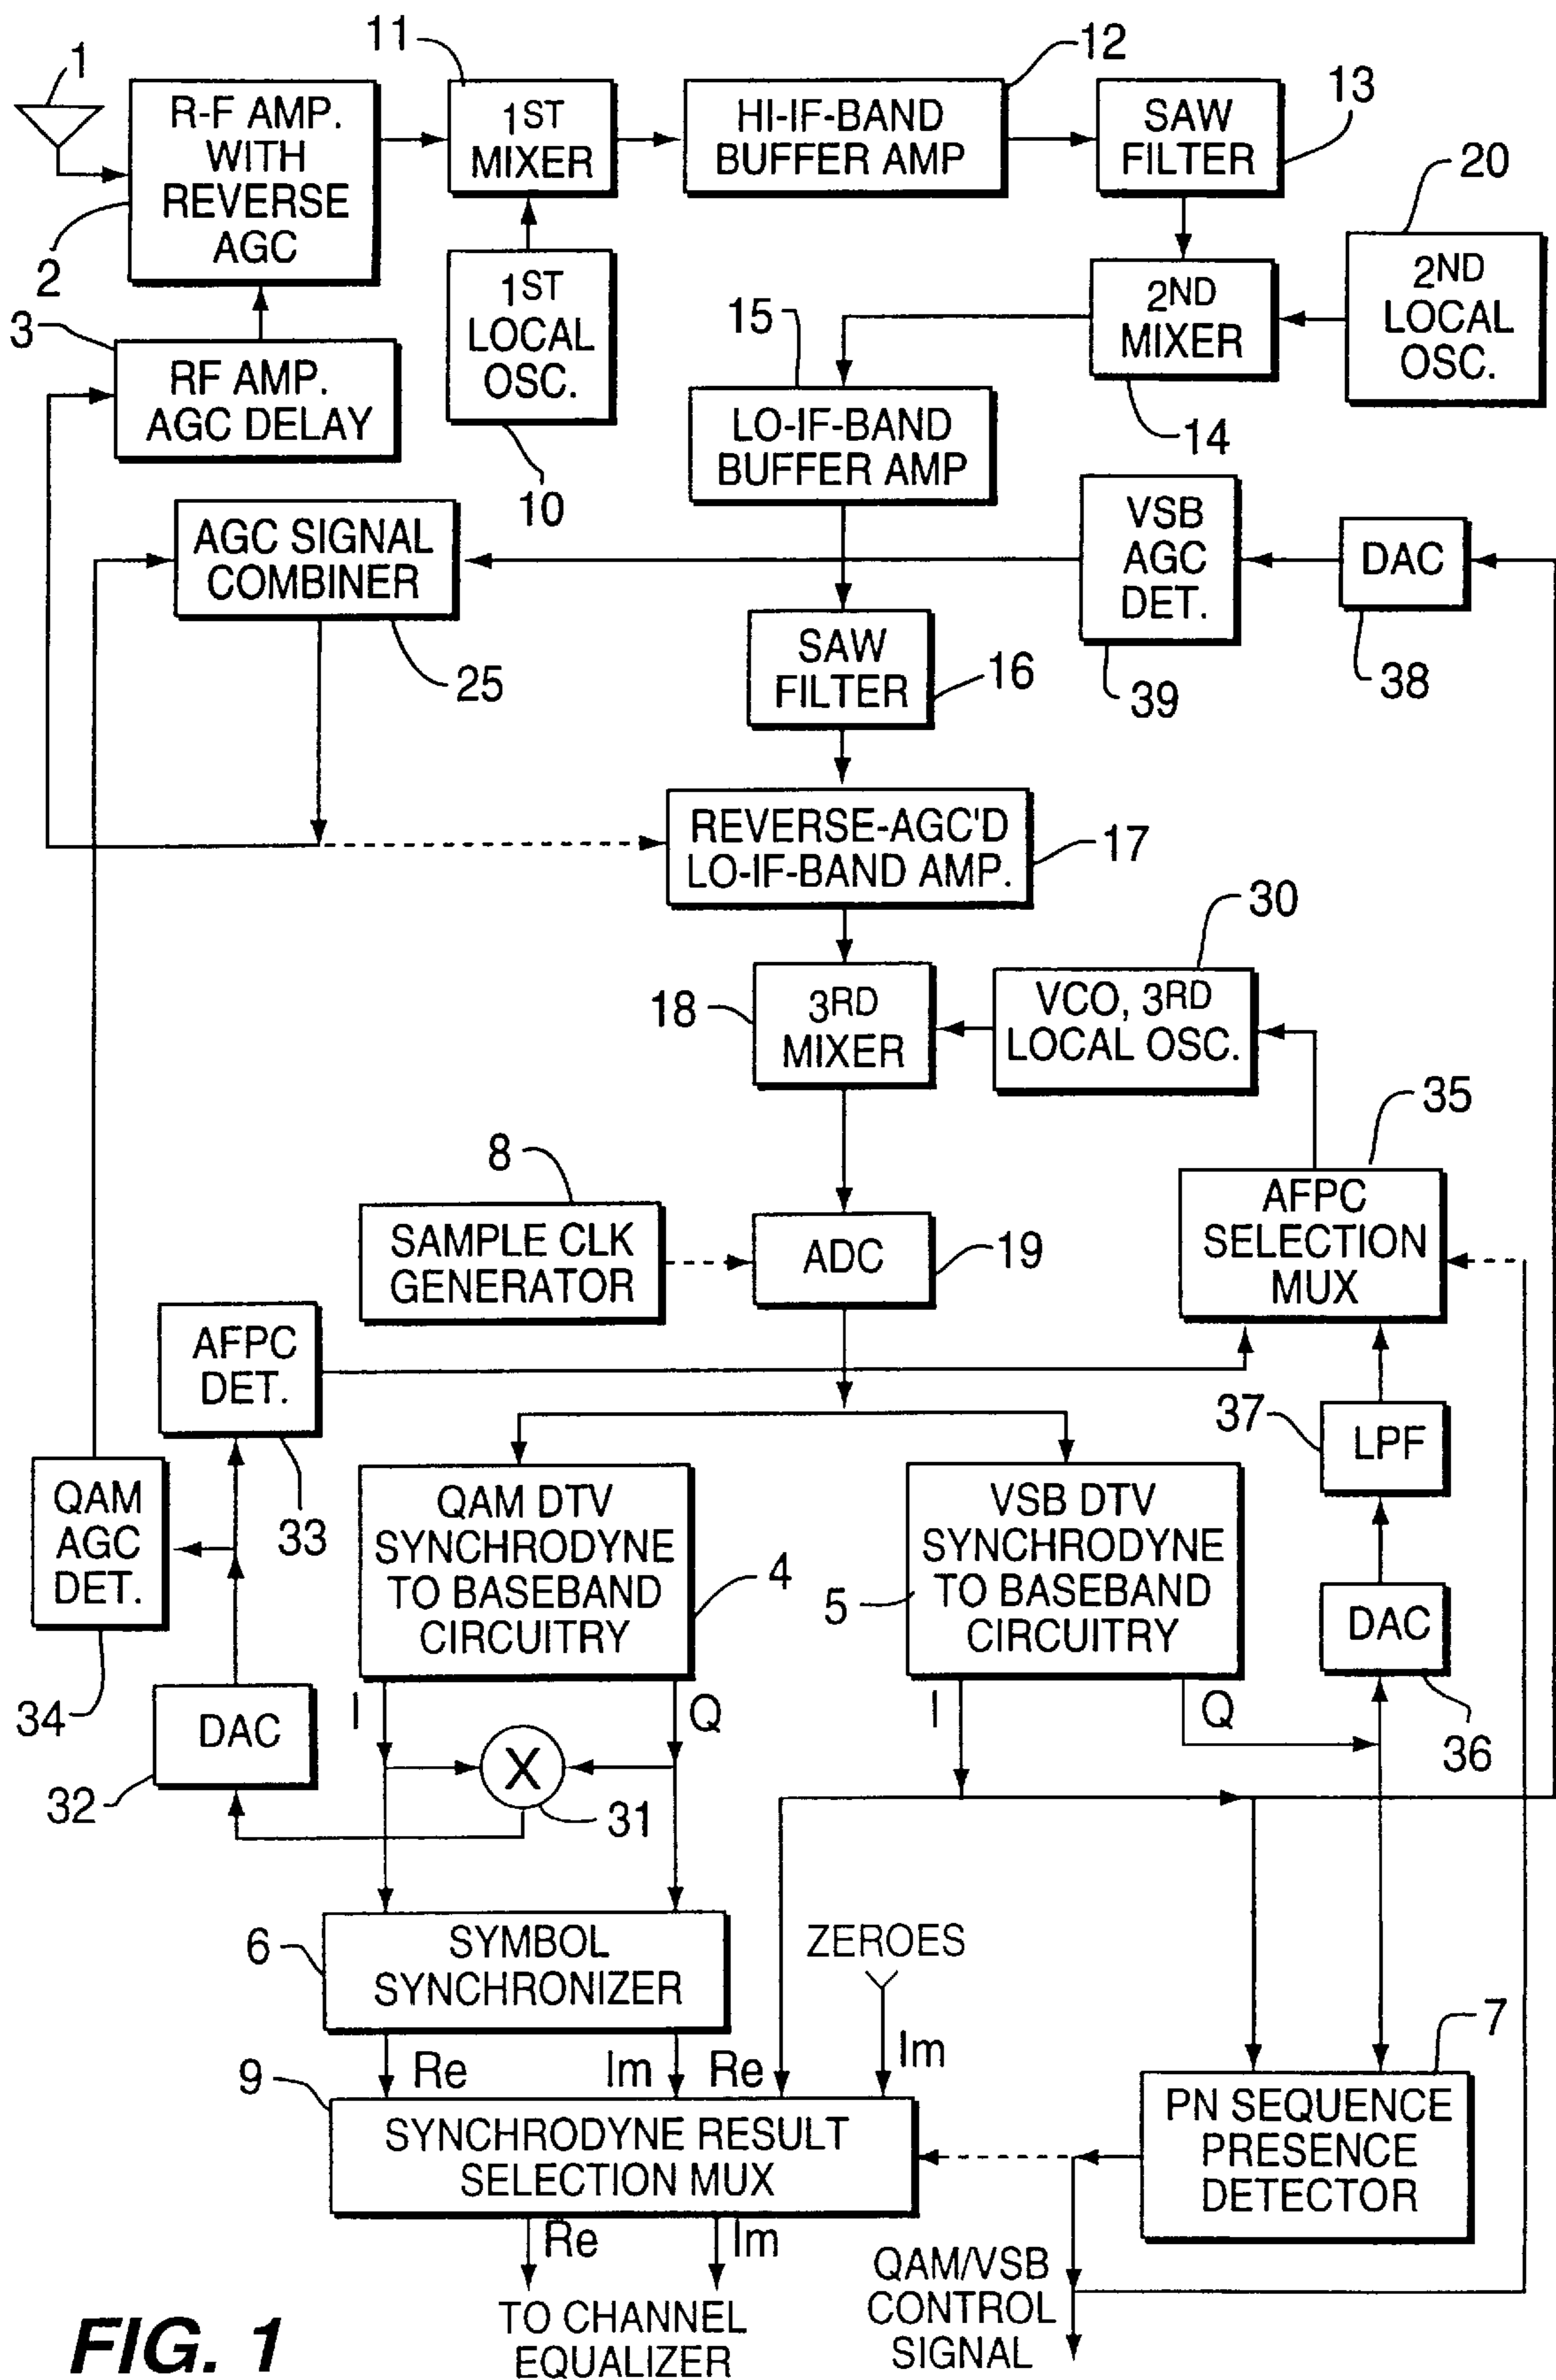 11
12
1
R-F AMP.
WITH
REVERSE
AGC
1ST
MIXER
HI-IF-BAND
BUFFER AMP
SAW
FILTER
13
20
2
1ST
LOCAL
OSC.
2ND
MIXER
2ND
LOCAL
OSC.
3
RF AMP.
AGC DELAY
15
14
10
LO-IF-BAND
BUFFER AMP
AGC SIGNAL
COMBINER
VSB
AGC
DET.
DAC
25
SAW
FILTER
16
39
38
REVERSE-AGC'D
LO-IF-BAND AMP.
17
30
18
3RD
MIXER
VCO, 3RD
LOCAL OSC.
35
8
SAMPLE CLK
GENERATOR
ADC
19
AFPC
SELECTION
MUX
AFPC
DET.
33
37
LPF
QAM
AGC
DET.
34
QAM DTV
SYNCHRODYNE
TO BASEBAND
CIRCUITRY
4
5
VSB DTV
SYNCHRODYNE
TO BASEBAND
CIRCUITRY
DAC
36
DAC
32
I
Q
X
31
I
Q
6
SYMBOL
SYNCHRONIZER
ZEROES
Re
Im
Re
Im
7
9
SYNCHRODYNE RESULT
SELECTION MUX
PN SEQUENCE
PRESENCE
DETECTOR
Re
Im
TO CHANNEL
EQUALIZER
QAM/VSB
CONTROL
SIGNAL
FIG. 1